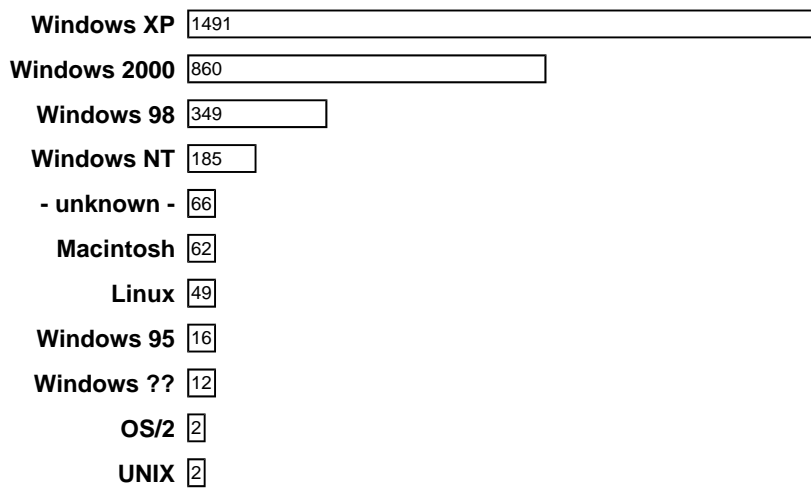 Windows XP 1491
Windows 2000 860
Windows 98 349
Windows NT 185
- unknown - 66
Macintosh 62
Linux 49
Windows 95 16
Windows ?? 12
OS/2 2
UNIX 2